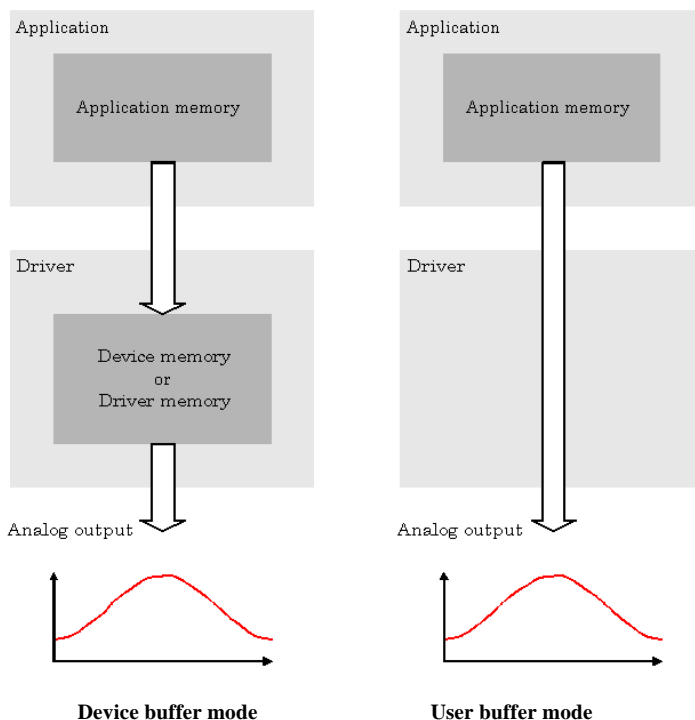 Application
Application memory
Driver
Device memory
or
Driver memory
Analog output
Device buffer mode
Application
Application memory
Driver
Analog output
User buffer mode